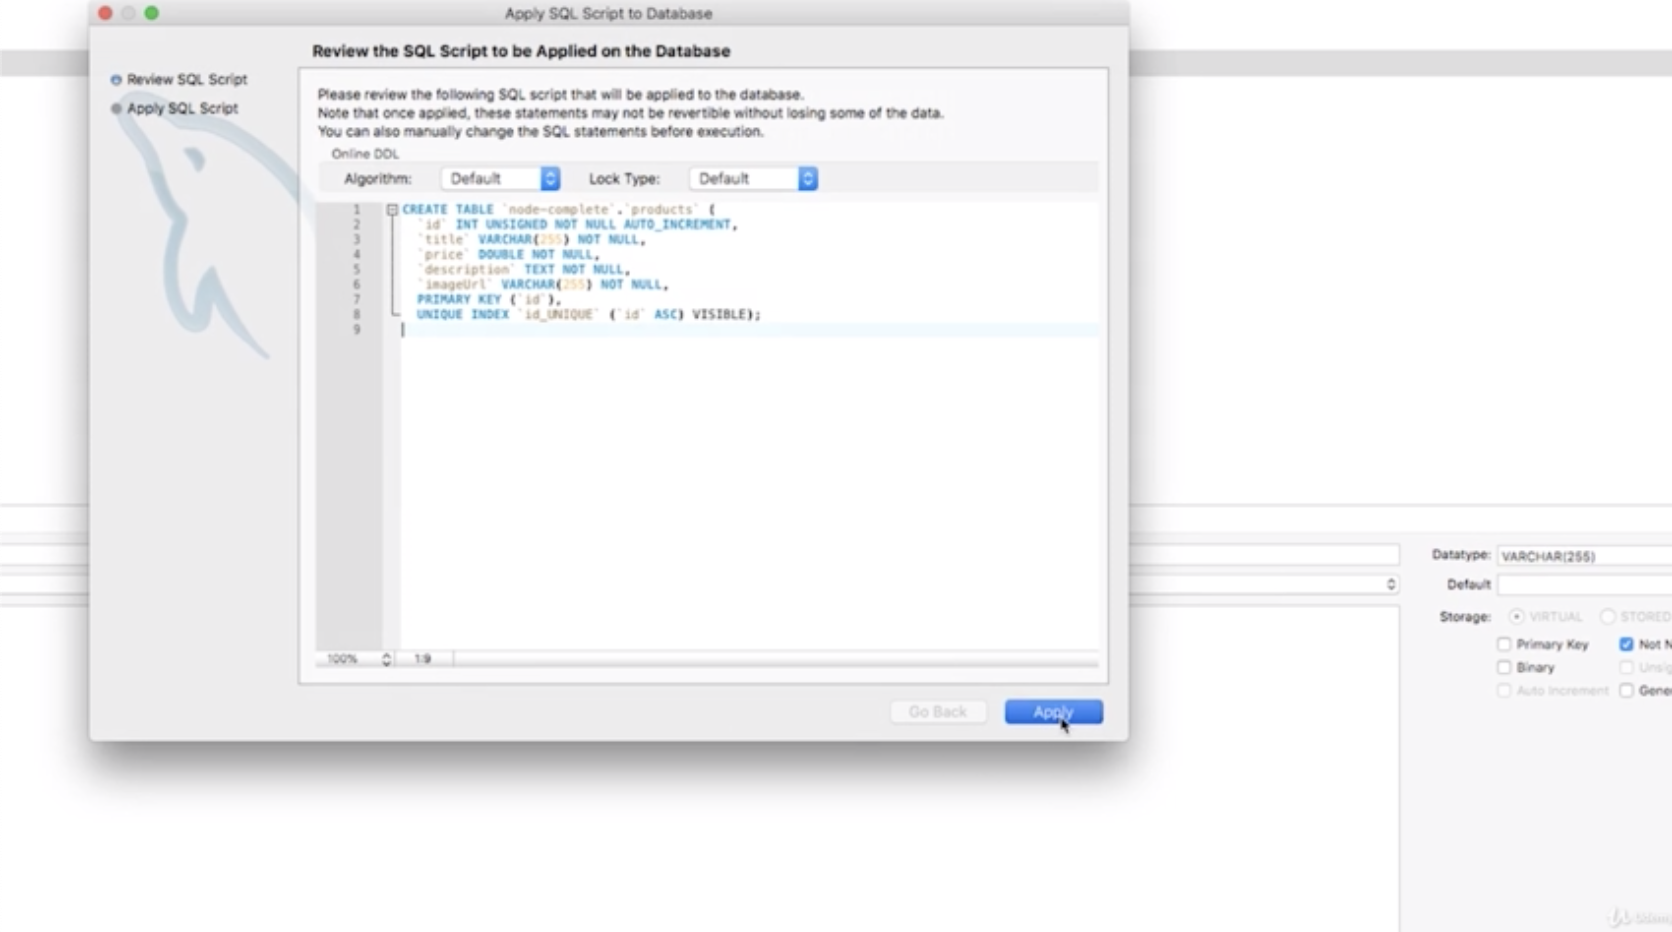 Apply SQL Script to Database
Review the SQL Script to be Applied on the Database
Review SQL Script
Apply SQL Script
Please review the following SQL script that will be applied to the database.
Note that once applied, these statements may not be revertible without losing some of the data.
You can also manually change the SQL statements before execution.
Online DDL
Algorithm: Default Lock Type: Default
1 CREATE TABLE `node-complete`.`products` (
2 `id` INT UNSIGNED NOT NULL AUTO_INCREMENT,
3 `title` VARCHAR(255) NOT NULL,
4 `price` DOUBLE NOT NULL,
5 `description` TEXT NOT NULL,
6 `imageUrl` VARCHAR(255) NOT NULL,
7 PRIMARY KEY (`id`),
8 UNIQUE INDEX `id_UNIQUE` (`id` ASC) VISIBLE);
9
100% 1:9
Go Back Apply
Datatype: VARCHAR(255)
Default
Storage: VIRTUAL STORED
Primary Key Not N
Binary Unsig
Auto Increment Gene
Udem